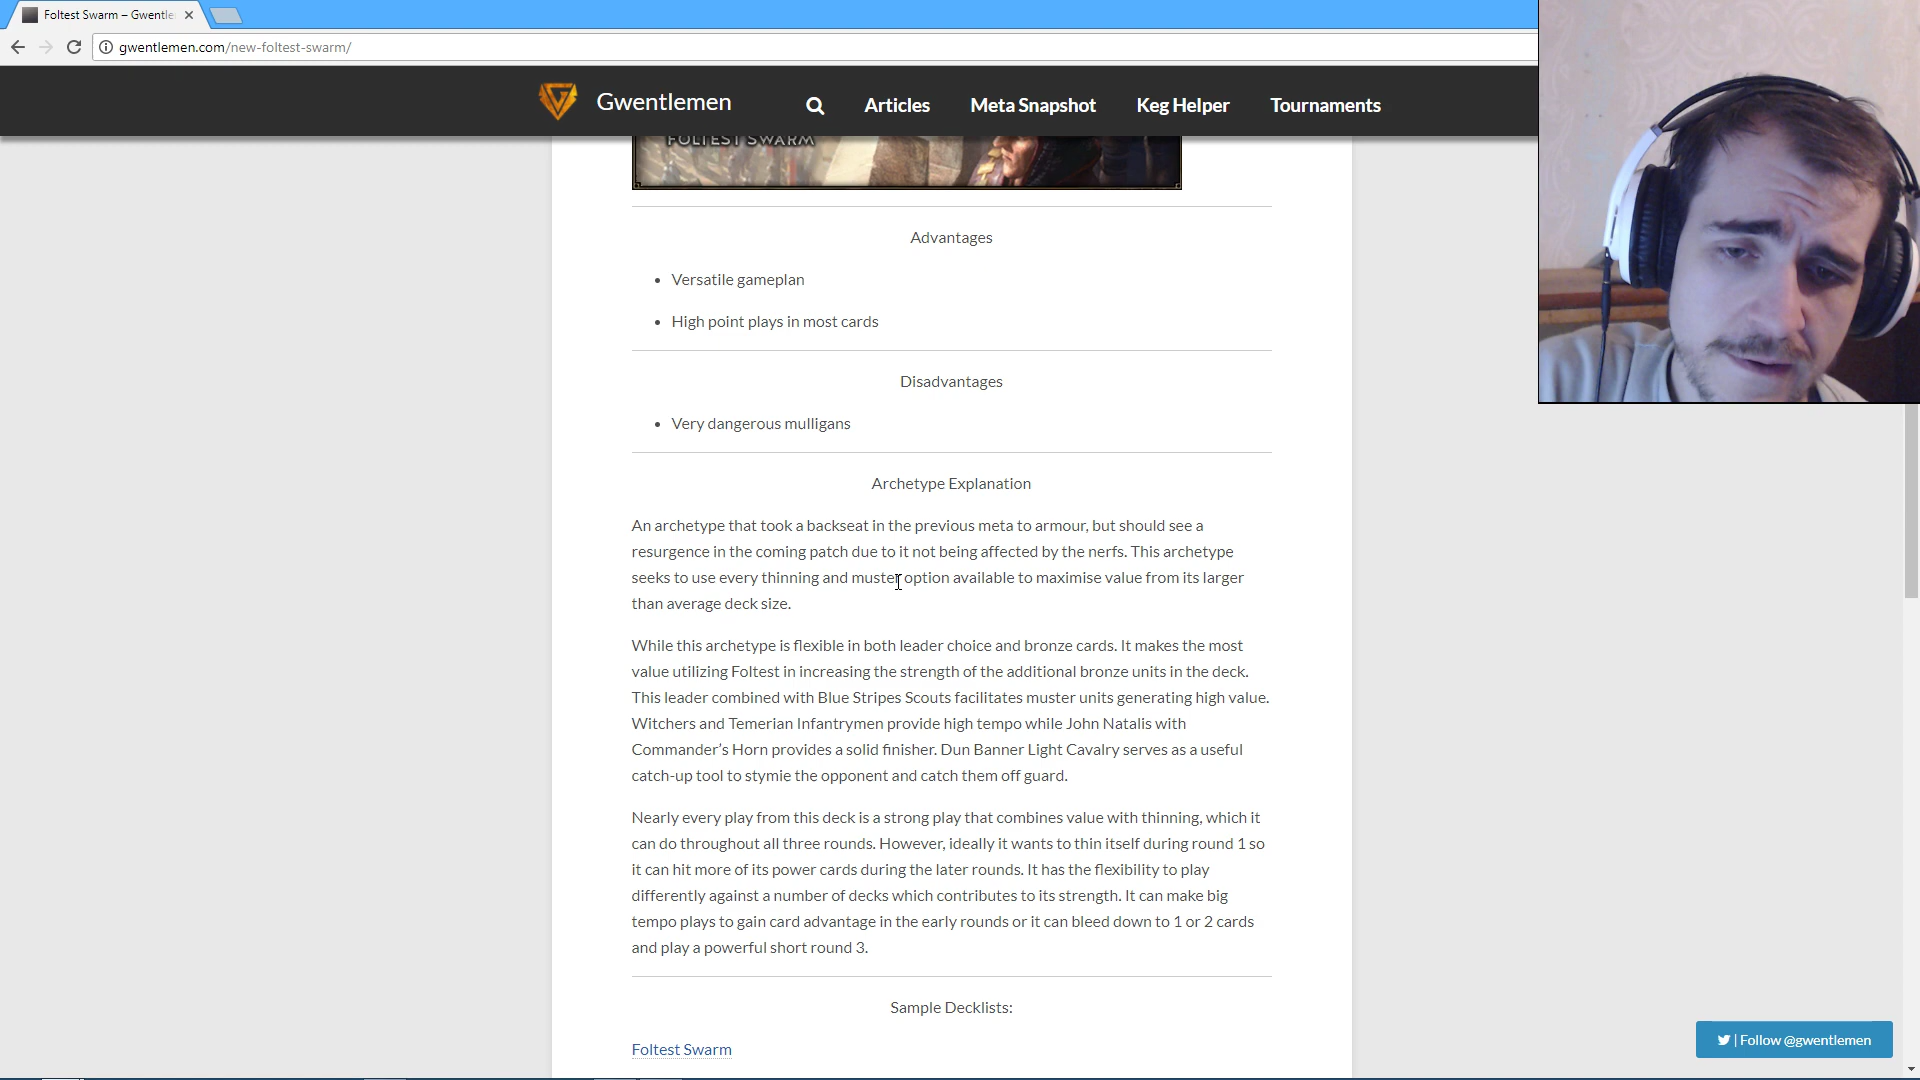 Foltest Swarm – Gwentle
gwentlemen.com/new-foltest-swarm/
Gwentlemen
Articles
Meta Snapshot
Keg Helper
Tournaments
FOLTEST SWARM
Advantages
• Versatile gameplan
• High point plays in most cards
Disadvantages
• Very dangerous mulligans
Archetype Explanation
An archetype that took a backseat in the previous meta to armour, but should see a
resurgence in the coming patch due to it not being affected by the nerfs. This archetype
seeks to use every thinning and muster option available to maximise value from its larger
than average deck size.
While this archetype is flexible in both leader choice and bronze cards. It makes the most
value utilizing Foltest in increasing the strength of the additional bronze units in the deck.
This leader combined with Blue Stripes Scouts facilitates muster units generating high value.
Witchers and Temerian Infantrymen provide high tempo while John Natalis with
Commander’s Horn provides a solid finisher. Dun Banner Light Cavalry serves as a useful
catch-up tool to stymie the opponent and catch them off guard.
Nearly every play from this deck is a strong play that combines value with thinning, which it
can do throughout all three rounds. However, ideally it wants to thin itself during round 1 so
it can hit more of its power cards during the later rounds. It has the flexibility to play
differently against a number of decks which contributes to its strength. It can make big
tempo plays to gain card advantage in the early rounds or it can bleed down to 1 or 2 cards
and play a powerful short round 3.
Sample Decklists:
Foltest Swarm
| Follow @gwentlemen